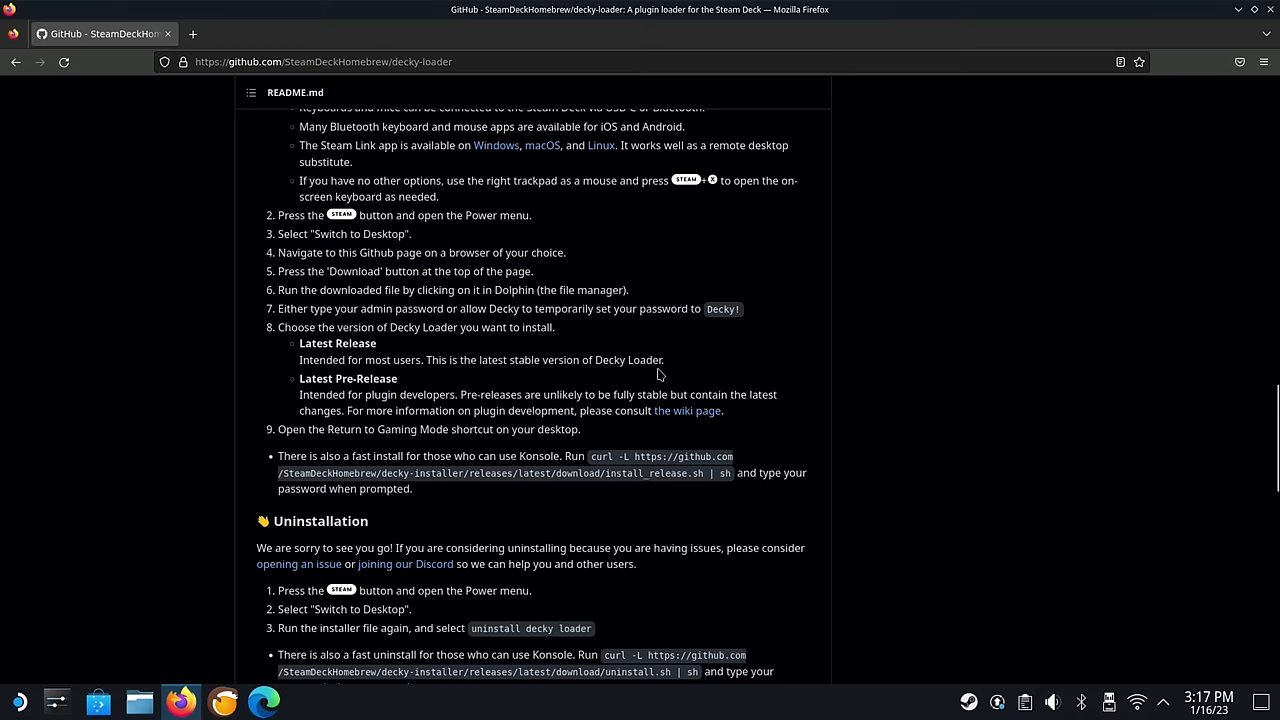 GitHub - SteamDeckHomebrew/decky-loader: A plugin loader for the Steam Deck — Mozilla Firefox
GitHub - SteamDeckHom
https://github.com/SteamDeckHomebrew/decky-loader
README.md
Keyboards and mice can be connected to the Steam Deck via USB-C or Bluetooth.
Many Bluetooth keyboard and mouse apps are available for iOS and Android.
The Steam Link app is available on Windows, macOS, and Linux. It works well as a remote desktop
substitute.
If you have no other options, use the right trackpad as a mouse and press STEAM+X to open the on-
screen keyboard as needed.
2. Press the STEAM button and open the Power menu.
3. Select "Switch to Desktop".
4. Navigate to this Github page on a browser of your choice.
5. Press the 'Download' button at the top of the page.
6. Run the downloaded file by clicking on it in Dolphin (the file manager).
7. Either type your admin password or allow Decky to temporarily set your password to Decky!
8. Choose the version of Decky Loader you want to install.
Latest Release
Intended for most users. This is the latest stable version of Decky Loader.
Latest Pre-Release
Intended for plugin developers. Pre-releases are unlikely to be fully stable but contain the latest
changes. For more information on plugin development, please consult the wiki page.
9. Open the Return to Gaming Mode shortcut on your desktop.
• There is also a fast install for those who can use Konsole. Run curl -L https://github.com
/SteamDeckHomebrew/decky-installer/releases/latest/download/install_release.sh | sh and type your
password when prompted.
👋 Uninstallation
We are sorry to see you go! If you are considering uninstalling because you are having issues, please consider
opening an issue or joining our Discord so we can help you and other users.
1. Press the STEAM button and open the Power menu.
2. Select "Switch to Desktop".
3. Run the installer file again, and select uninstall decky loader
• There is also a fast uninstall for those who can use Konsole. Run curl -L https://github.com
/SteamDeckHomebrew/decky-installer/releases/latest/download/uninstall.sh | sh and type your
3:17 PM
1/16/23